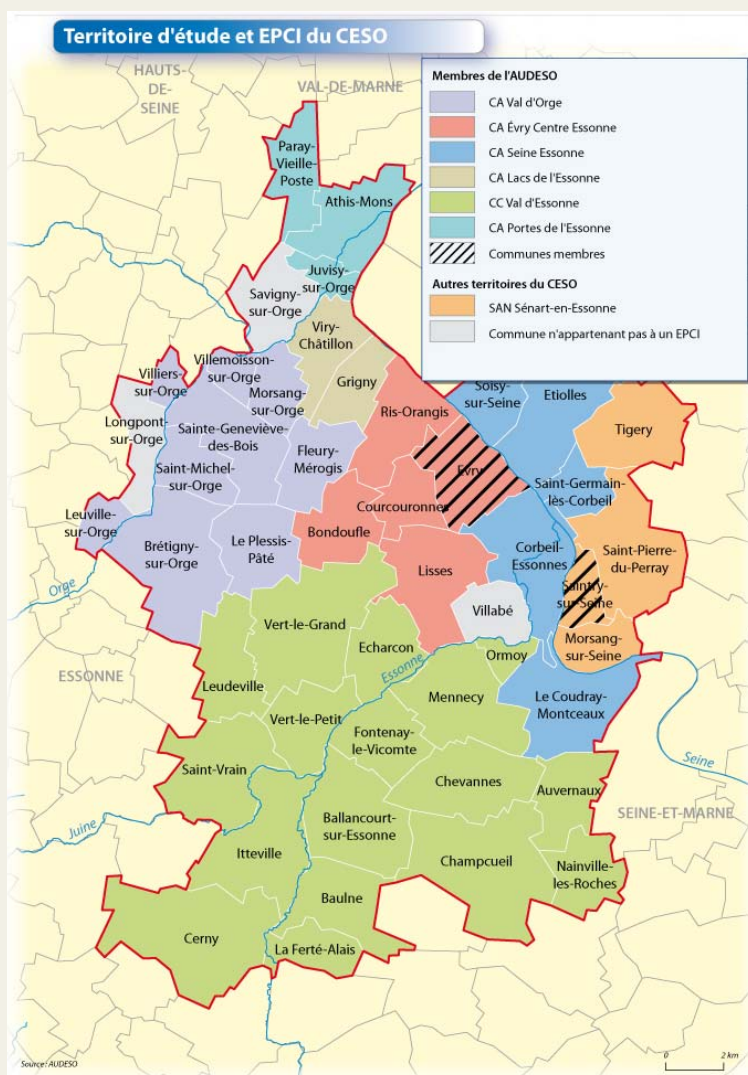 Territoire d'étude et EPCI du CESO
HAUTS-
DE-
SEINE
VAL-DE-MARNE
Membres de l'AUDESO
CA Val d'Orge
CA Évry Centre Essonne
CA Seine Essonne
CA Lacs de l'Essonne
CC Val d'Essonne
CA Portes de l'Essonne
Communes membres
Autres territoires du CESO
SAN Sénart-en-Essonne
Commune n'appartenant pas à un EPCI
Paray-
Vieille-
Poste
Athis-Mons
Juvisy-
sur-Orge
Savigny-
sur-Orge
Viry-
Châtillon
Grigny
Villiers-
sur-Orge
Villemoisson-
sur-Orge
Morsang-
sur-Orge
Longpont-
sur-Orge
Sainte-Geneviève-
des-Bois
Saint-Michel-
sur-Orge
Fleury-
Mérogis
Ris-Orangis
Soisy-
sur-Seine
Etiolles
Tigery
Evry
Saint-Germain-
lès-Corbeil
Leuville-
sur-Orge
Brétigny-
sur-Orge
Le Plessis-
Pâté
Courcouronnes
Bondoufle
Lisses
Corbeil-
Essonnes
Saint-Pierre-
du-Perray
Saintry-
sur-Seine
Villabé
Morsang-
sur-Seine
Orge
Vert-le-Grand
Echarcon
Essonne
Ormoy
ESSONNE
Leudeville
Mennecy
Le Coudray-
Montceaux
Vert-le-Petit
Fontenay-
le-Vicomte
Saint-Vrain
Chevannes
Auvernaux
Seine
SEINE-ET-MARNE
Juine
Ballancourt-
sur-Essonne
Itteville
Champcueil
Nainville-
les-Roches
Baulne
Cerny
La Ferté-Alais
Source : AUDESO
0 2 km